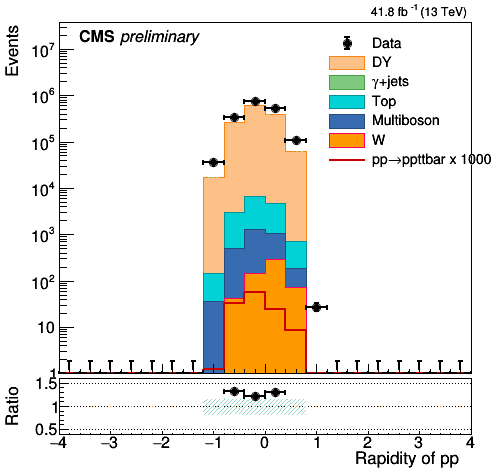 41.8 fb⁻¹ (13 TeV)
CMS preliminary
Events
10⁷
10⁶
10⁵
10⁴
10³
10²
10
1
Data
DY
γ+jets
Top
Multiboson
W
pp→ppttbar x 1000
Ratio
1.5
1
0.5
−4 −3 −2 −1 0 1 2 3 4
Rapidity of pp